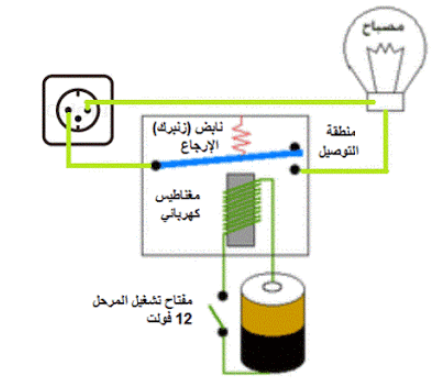 مصباح
نابض (زنبرك)
الإرجاع
منطقة
التوصيل
مغناطيس
كهربائي
مفتاح تشغيل المرحل
12 فولت